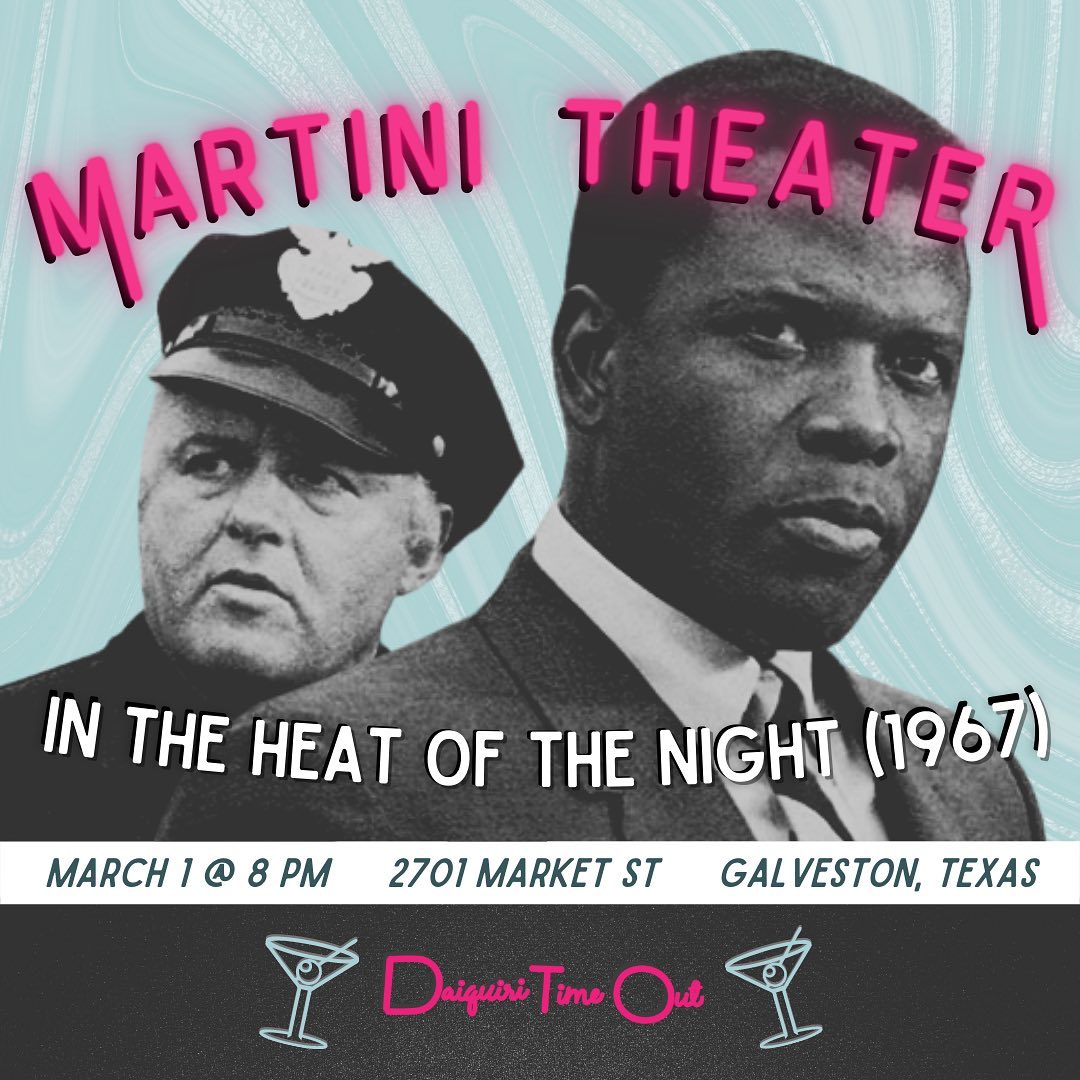 MARTINI THEATER
IN THE HEAT OF THE NIGHT (1967)
MARCH 1 @ 8 PM 2701 MARKET ST GALVESTON, TEXAS
Daiquiri Time Out